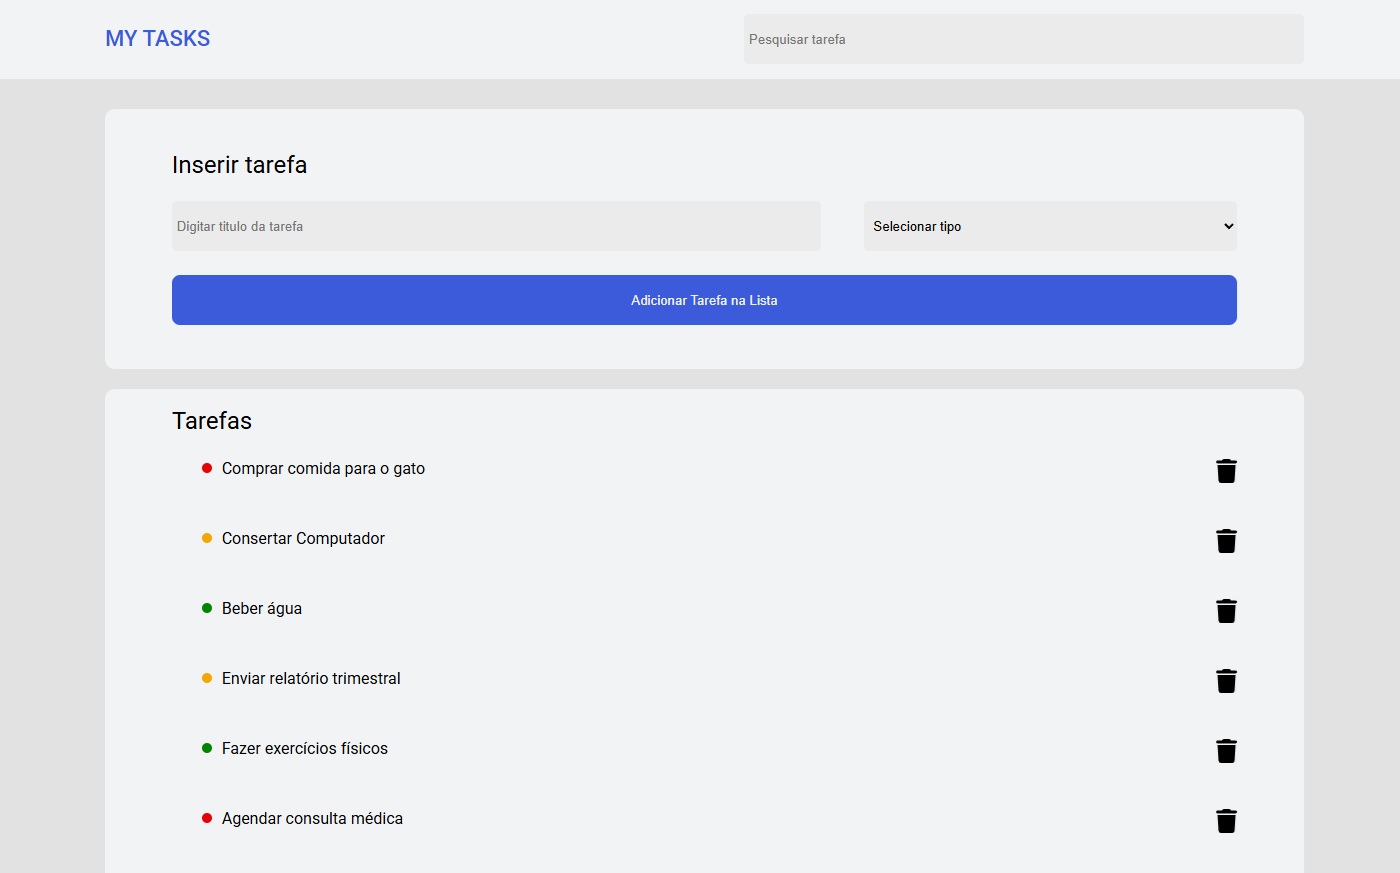 MY TASKS
Pesquisar tarefa
Inserir tarefa
Digitar titulo da tarefa
Selecionar tipo
Adicionar Tarefa na Lista
Tarefas
Comprar comida para o gato
Consertar Computador
Beber água
Enviar relatório trimestral
Fazer exercícios físicos
Agendar consulta médica